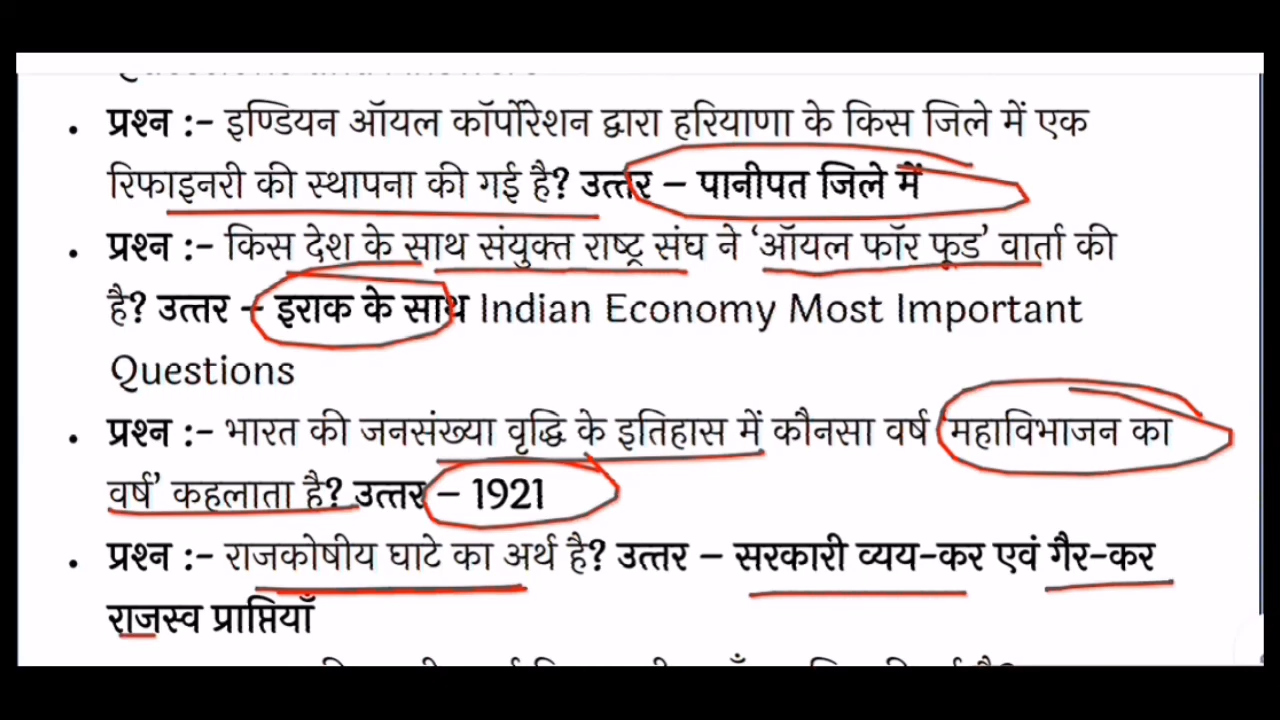 प्रश्न :- इण्डियन ऑयल कॉर्पोरेशन द्वारा हरियाणा के किस जिले में एक
रिफाइनरी की स्थापना की गई है? उत्तर – पानीपत जिले में
प्रश्न :- किस देश के साथ संयुक्त राष्ट्र संघ ने ‘ऑयल फॉर फूड’ वार्ता की
है? उत्तर – इराक के साथ Indian Economy Most Important
Questions
प्रश्न :- भारत की जनसंख्या वृद्धि के इतिहास में कौनसा वर्ष ‘महाविभाजन का
वर्ष’ कहलाता है? उत्तर – 1921
प्रश्न :- राजकोषीय घाटे का अर्थ है? उत्तर – सरकारी व्यय-कर एवं गैर-कर
राजस्व प्राप्तियाँ